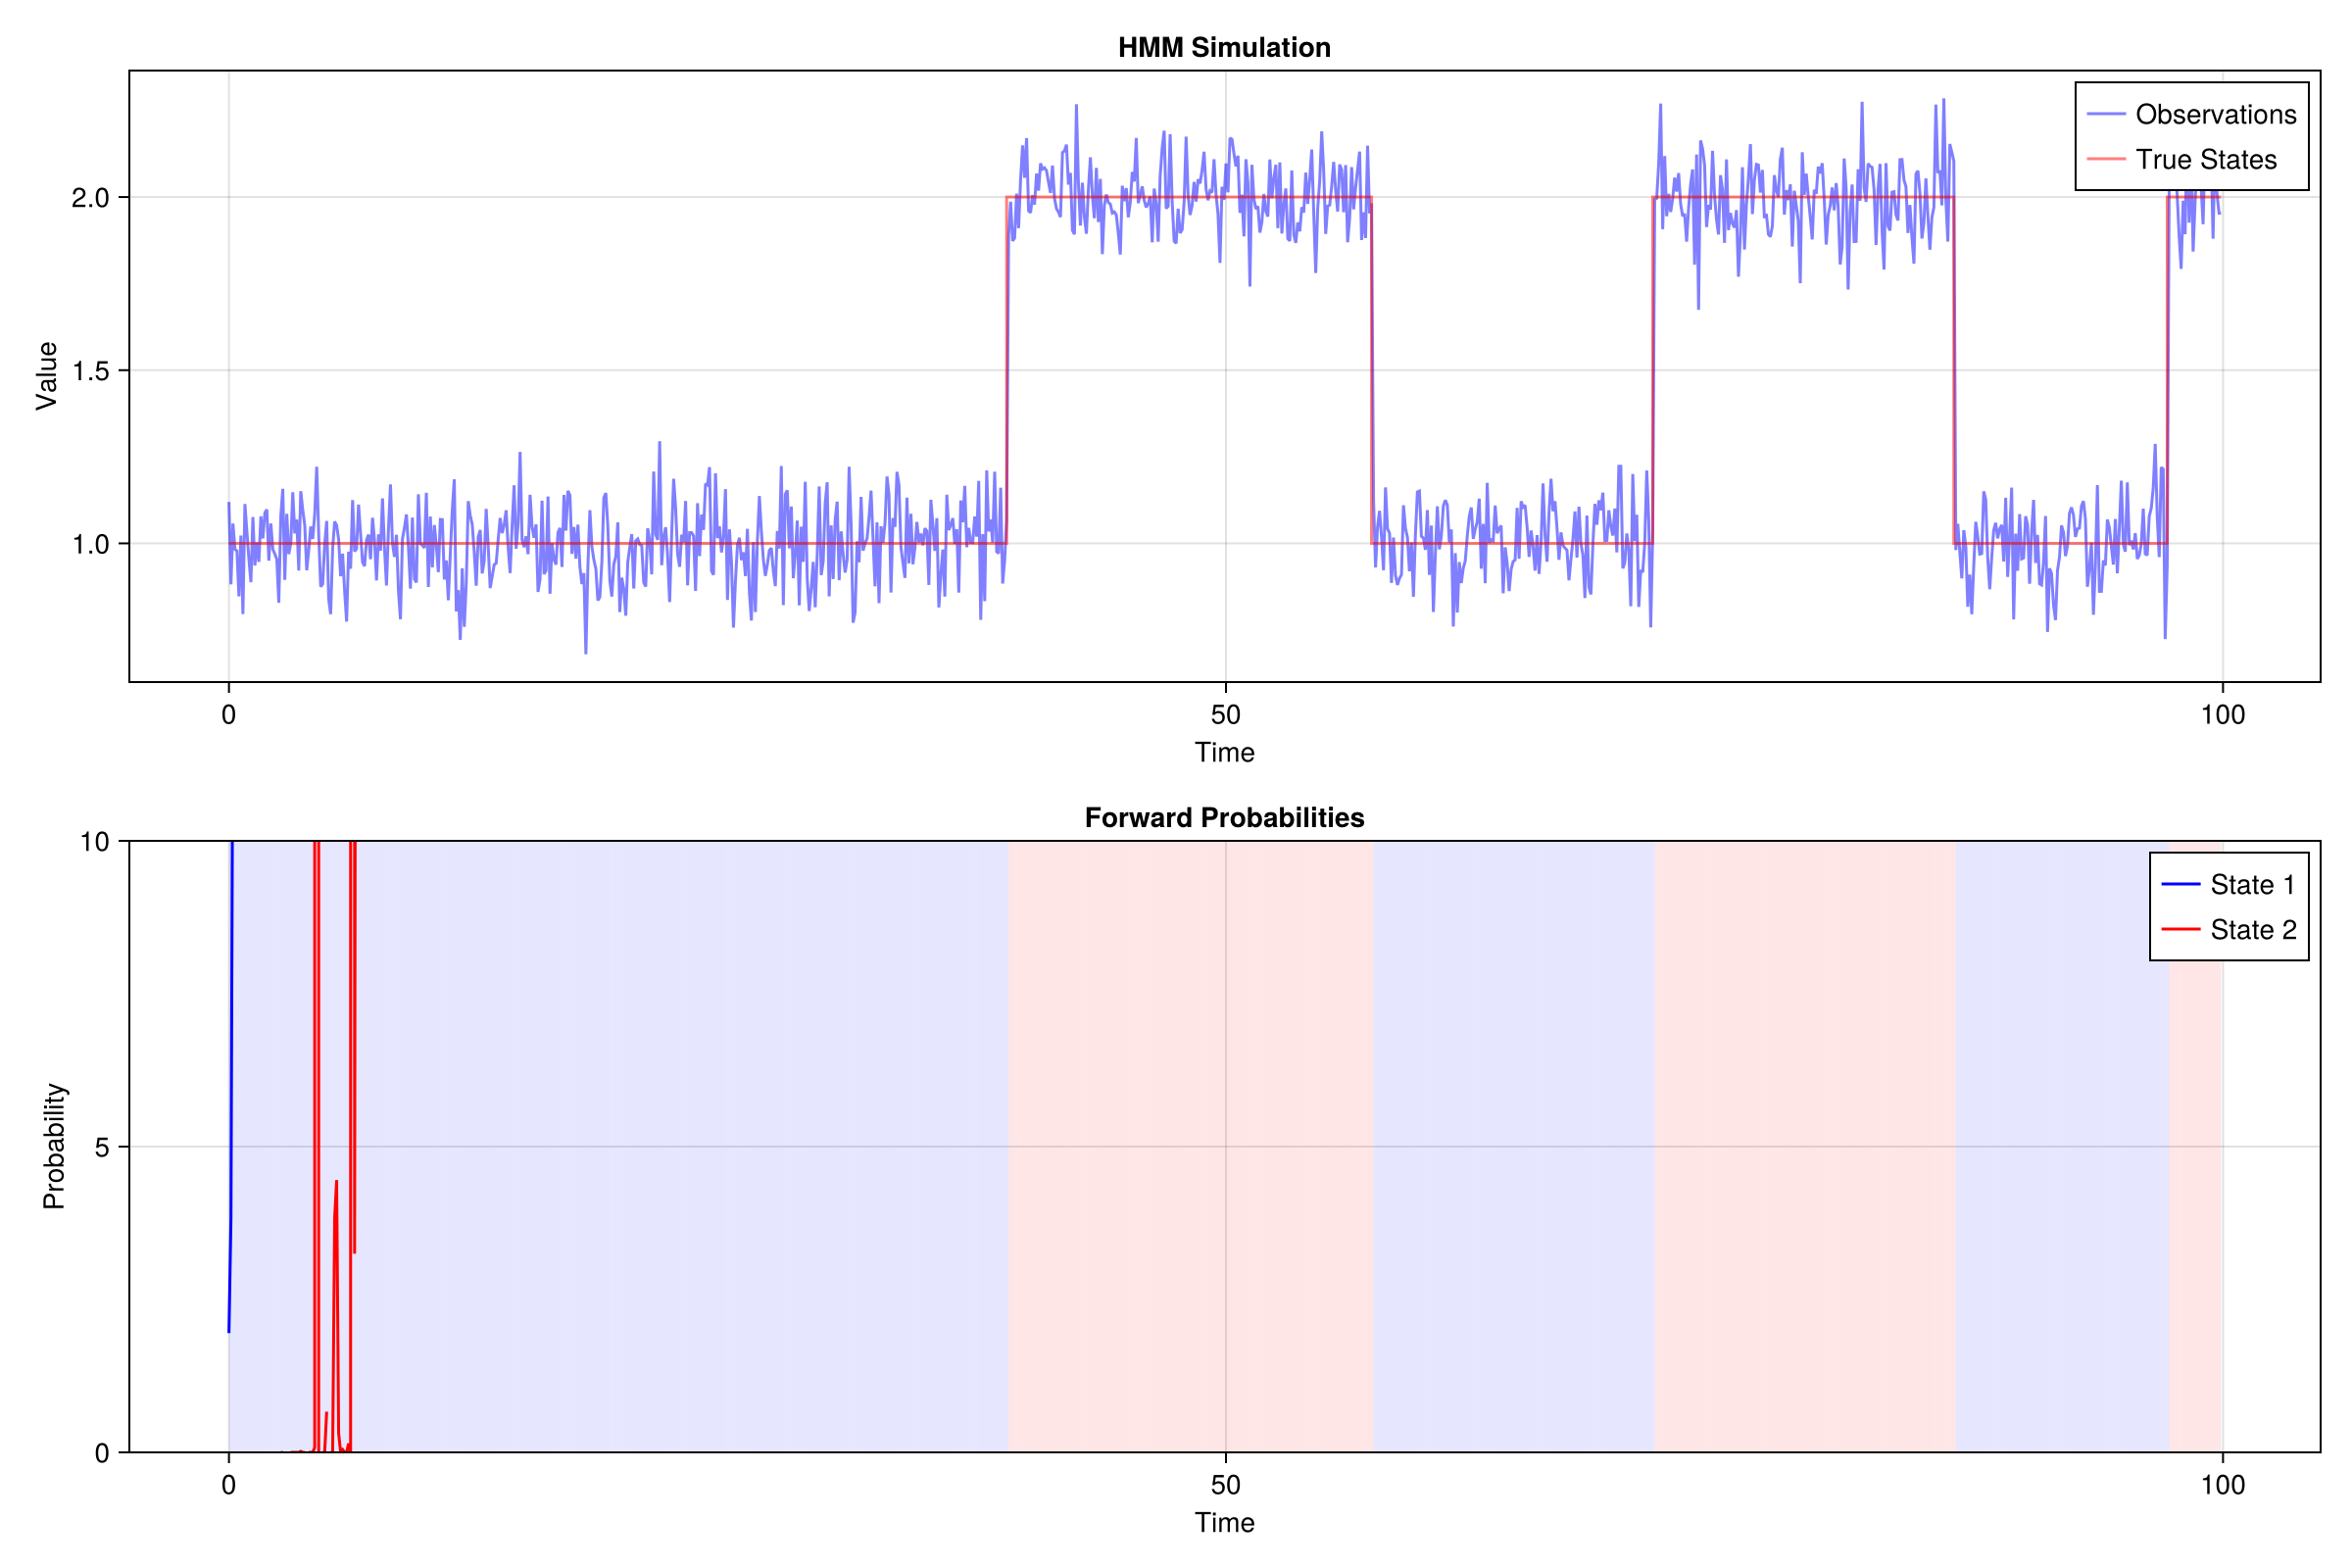 HMM Simulation
Observations
True States
2.0
1.5
1.0
Value
0
50
100
Time
Forward Probabilities
State 1
State 2
10
5
0
Probability
0
50
100
Time